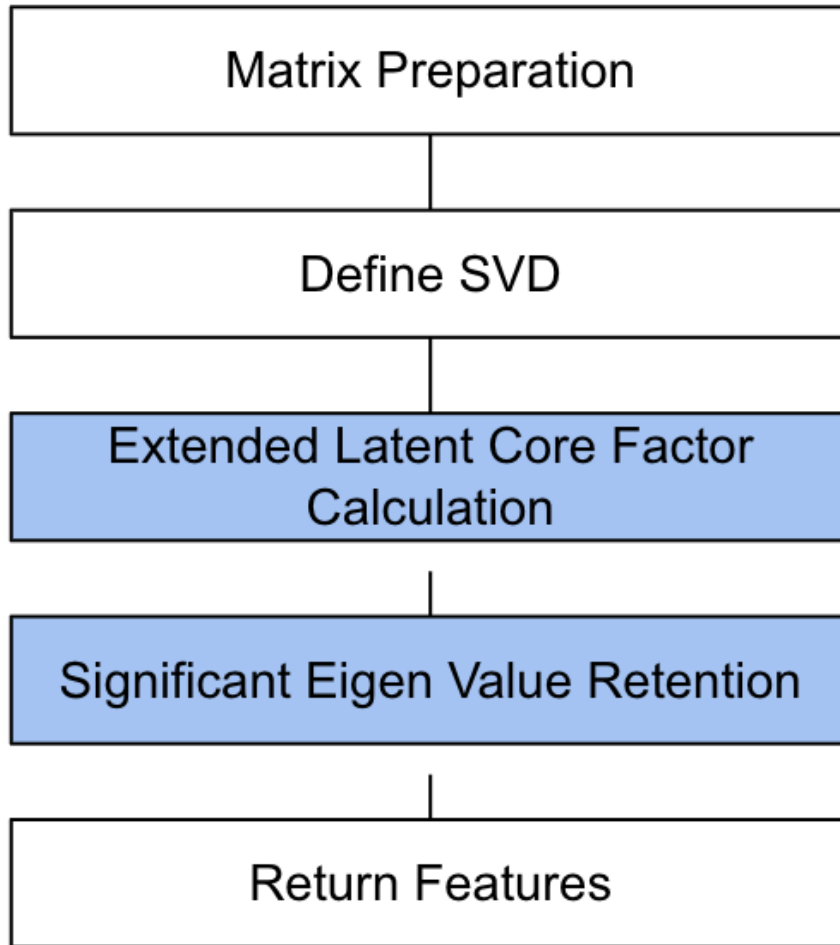 Matrix Preparation
Define SVD
Extended Latent Core Factor
Calculation
Significant Eigen Value Retention
Return Features